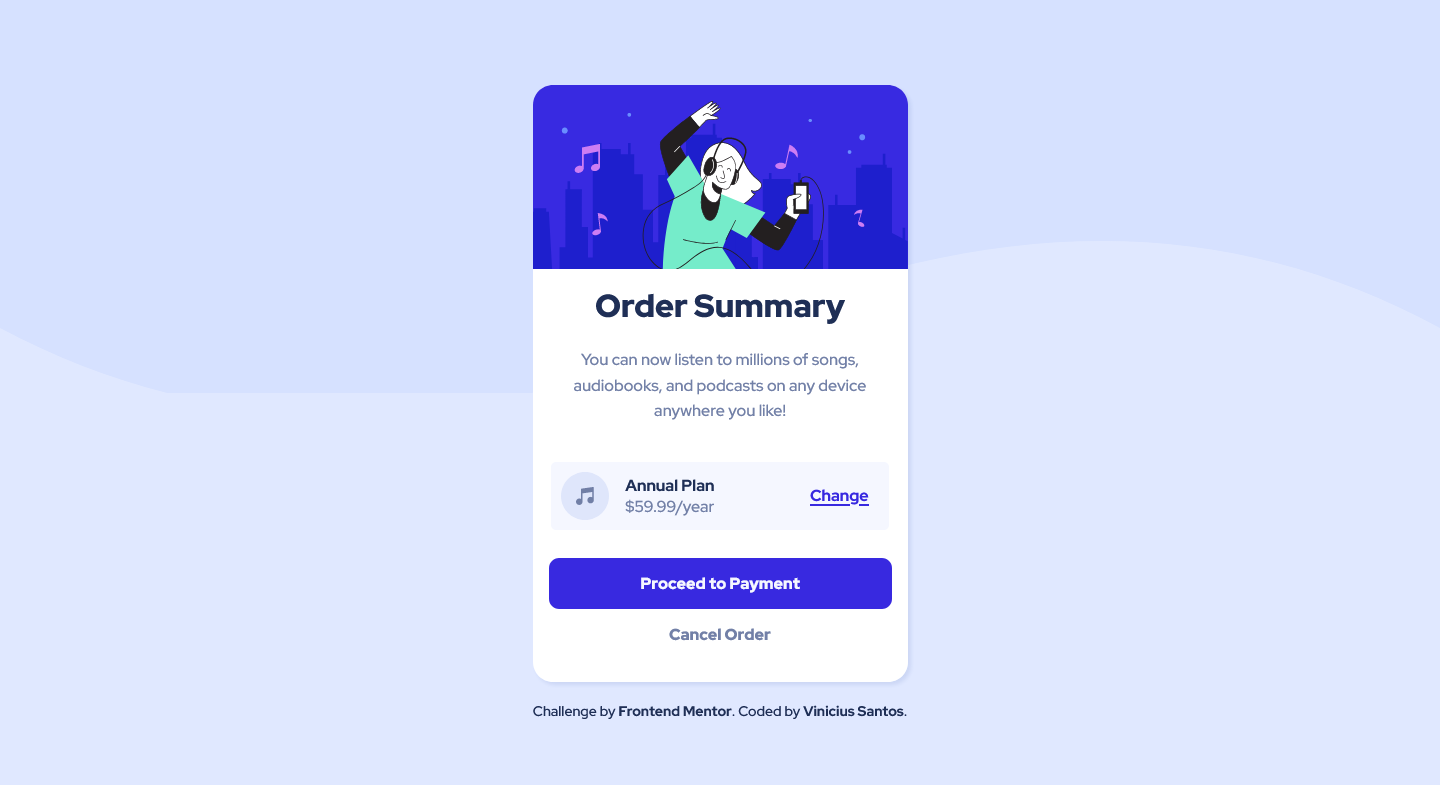 Order Summary
You can now listen to millions of songs,
audiobooks, and podcasts on any device
anywhere you like!
Annual Plan
$59.99/year
Change
Proceed to Payment
Cancel Order
Challenge by Frontend Mentor. Coded by Vinicius Santos.